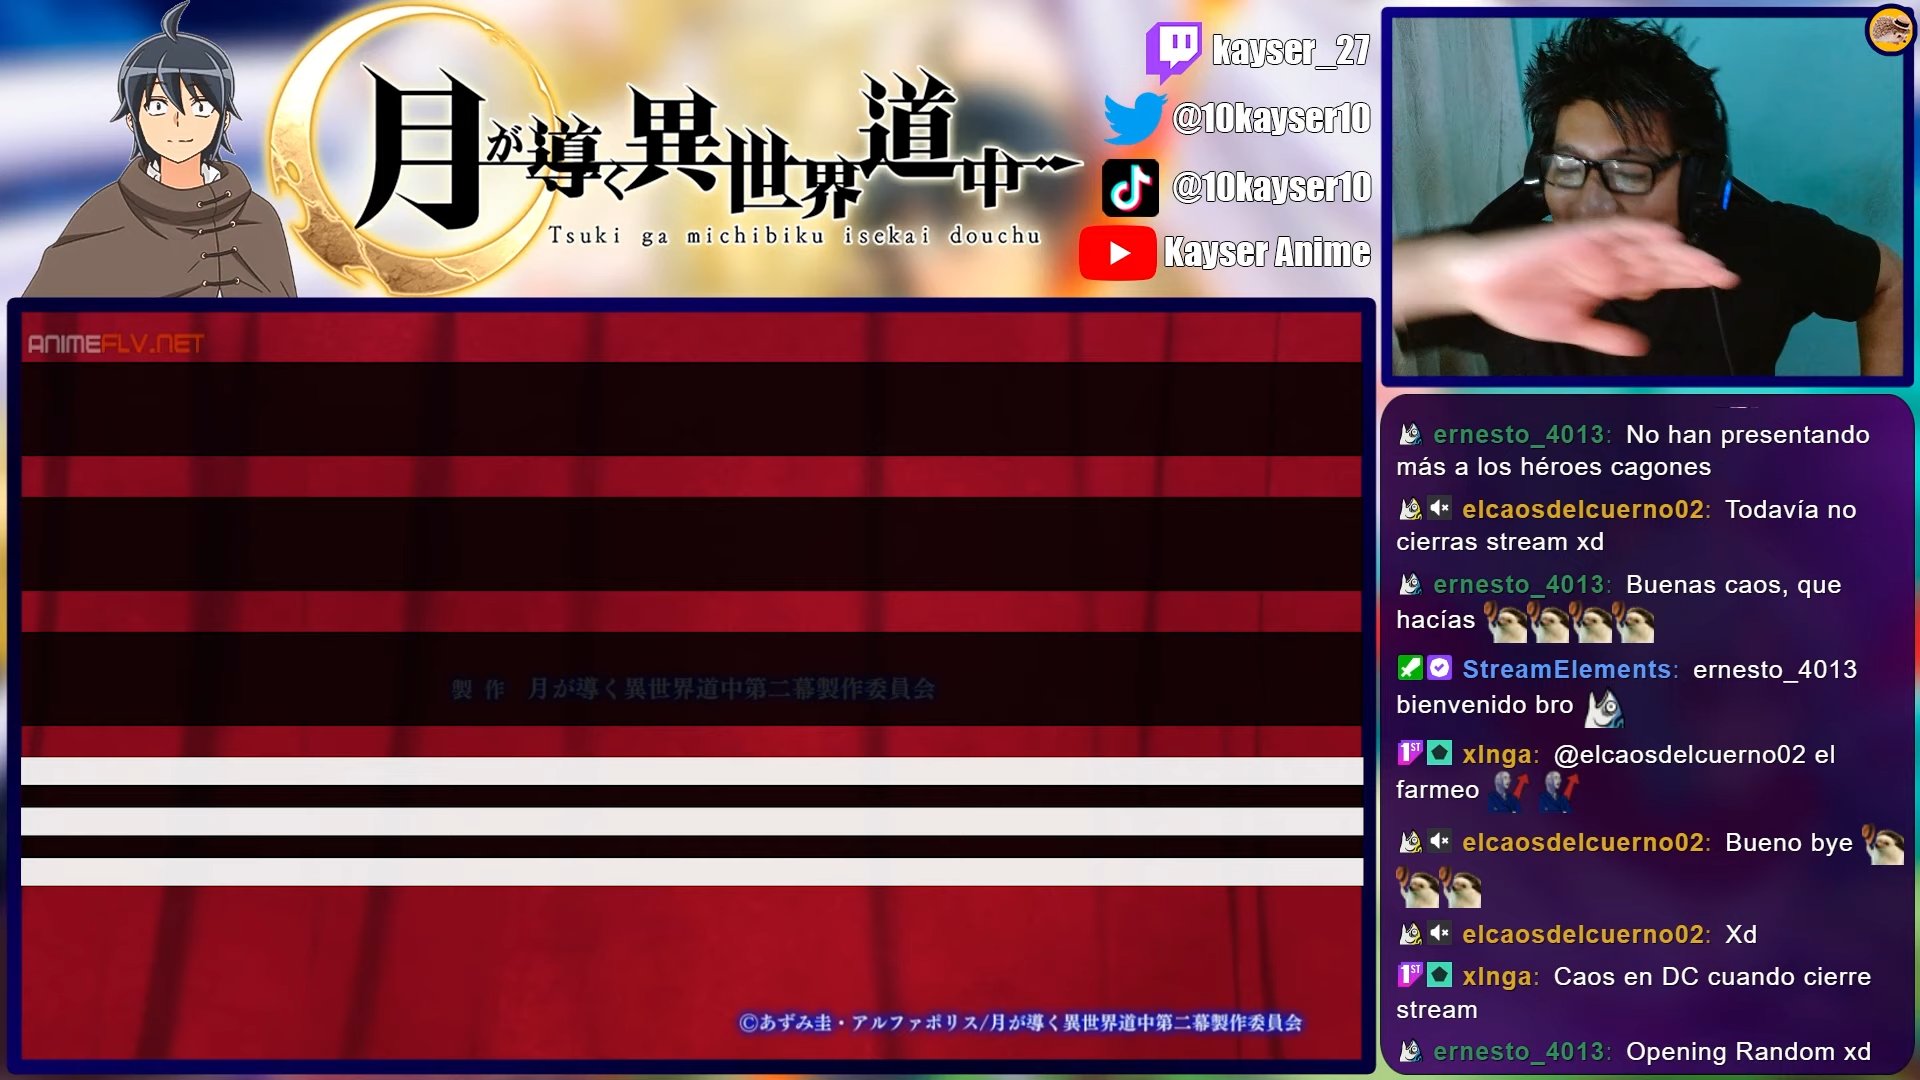 月が導く異世界道中
Tsuki ga michibiku isekai douchu
kayser_27
@10kayser10
@10kayser10
Kayser Anime
ANIMEFLV.NET
製作 月が導く異世界道中第二幕製作委員会
©あずみ圭・アルファポリス/月が導く異世界道中第二幕製作委員会
ernesto_4013: No han presentando
más a los héroes cagones
elcaosdelcuerno02: Todavía no
cierras stream xd
ernesto_4013: Buenas caos, que
hacías
StreamElements: ernesto_4013
bienvenido bro
1ST xInga: @elcaosdelcuerno02 el
farmeo
elcaosdelcuerno02: Bueno bye
elcaosdelcuerno02: Xd
1ST xInga: Caos en DC cuando cierre
stream
ernesto_4013: Opening Random xd